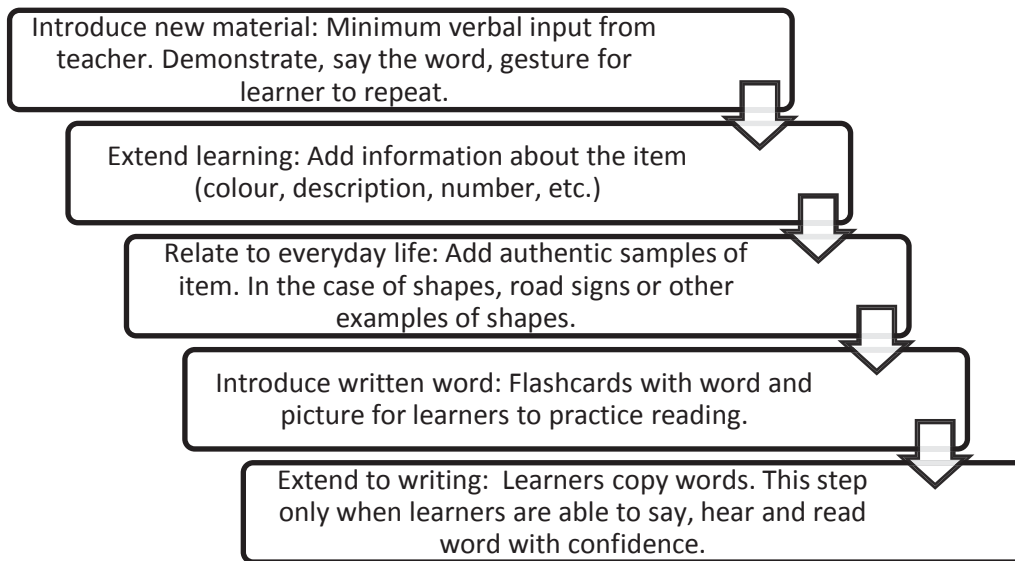 Introduce new material: Minimum verbal input from
teacher. Demonstrate, say the word, gesture for
learner to repeat.
Extend learning: Add information about the item
(colour, description, number, etc.)
Relate to everyday life: Add authentic samples of
item. In the case of shapes, road signs or other
examples of shapes.
Introduce written word: Flashcards with word and
picture for learners to practice reading.
Extend to writing: Learners copy words. This step
only when learners are able to say, hear and read
word with confidence.